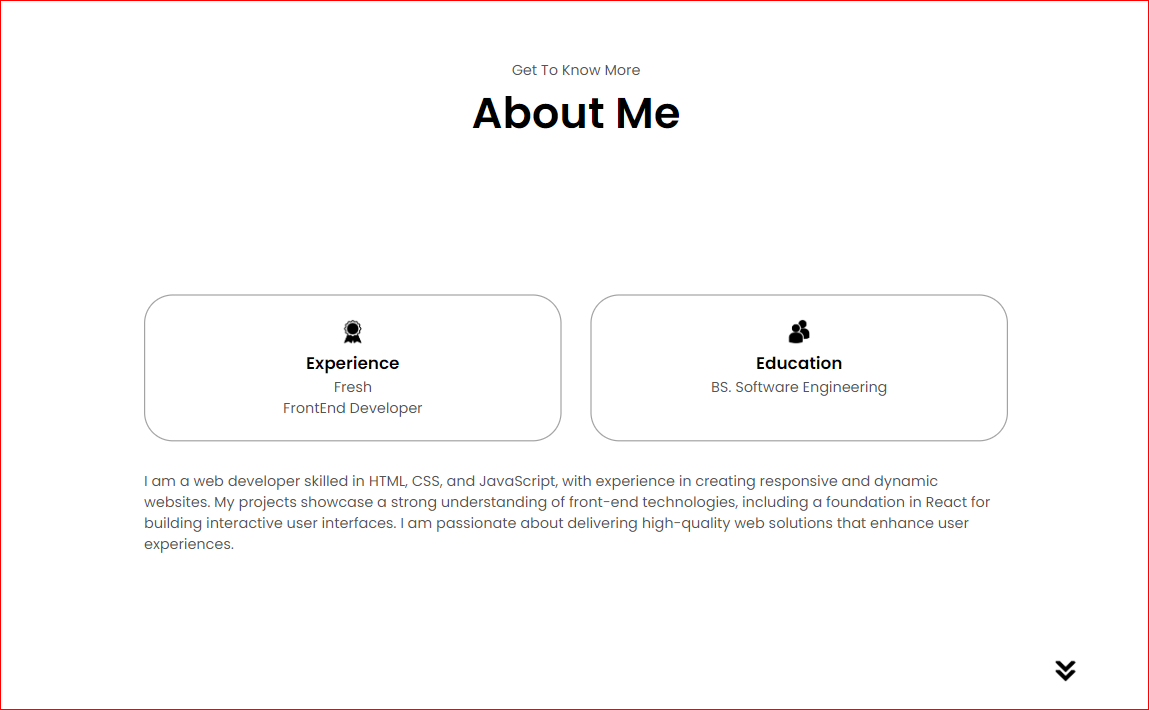 Get To Know More
About Me
Experience
Fresh
FrontEnd Developer
Education
BS. Software Engineering
I am a web developer skilled in HTML, CSS, and JavaScript, with experience in creating responsive and dynamic
websites. My projects showcase a strong understanding of front-end technologies, including a foundation in React for
building interactive user interfaces. I am passionate about delivering high-quality web solutions that enhance user
experiences.